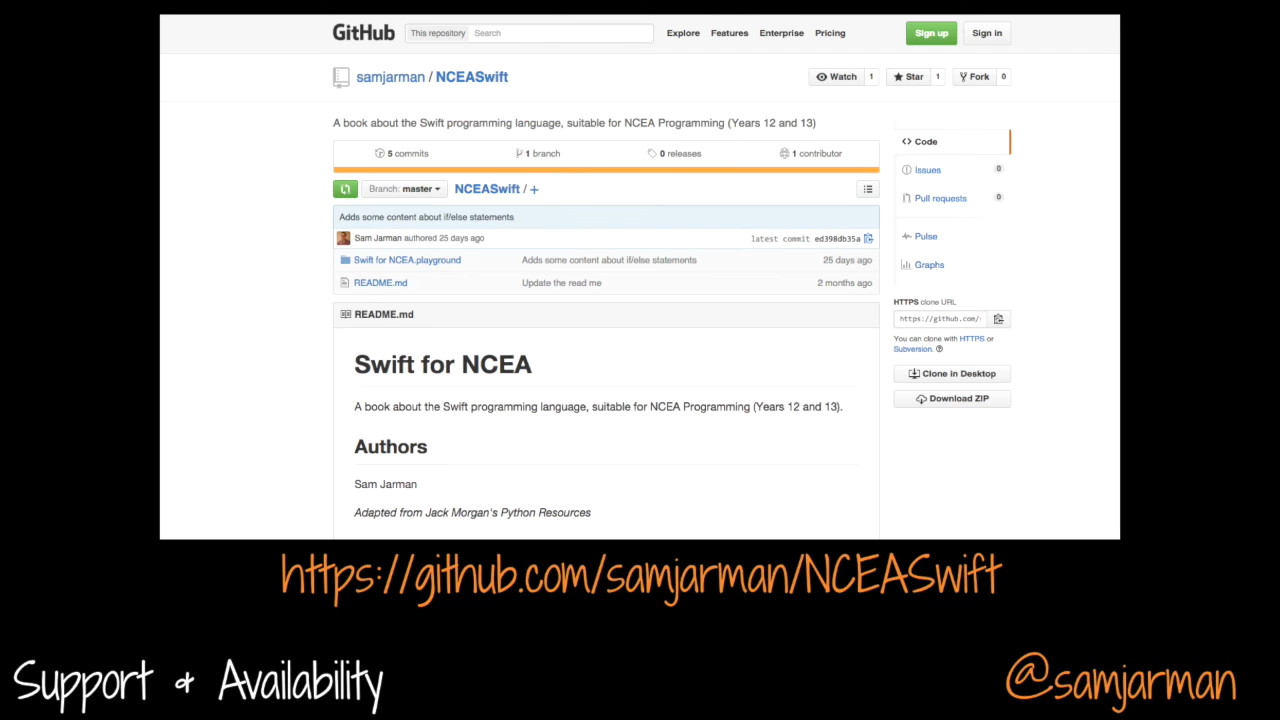 GitHub This repository Search Explore Features Enterprise Pricing Sign up Sign in
samjarman / NCEASwift Watch 1 Star 1 Fork 0
A book about the Swift programming language, suitable for NCEA Programming (Years 12 and 13)
5 commits 1 branch 0 releases 1 contributor
Branch: master NCEASwift / +
Adds some content about if/else statements
Sam Jarman authored 25 days ago latest commit ed398db35a
Swift for NCEA.playground Adds some content about if/else statements 25 days ago
README.md Update the read me 2 months ago
README.md
Swift for NCEA
A book about the Swift programming language, suitable for NCEA Programming (Years 12 and 13).
Authors
Sam Jarman
Adapted from Jack Morgan's Python Resources
Code
Issues 0
Pull requests 0
Pulse
Graphs
HTTPS clone URL
https://github.com/
You can clone with HTTPS or
Subversion.
Clone in Desktop
Download ZIP
https://github.com/samjarman/NCEASwift
Support & Availability
@samjarman